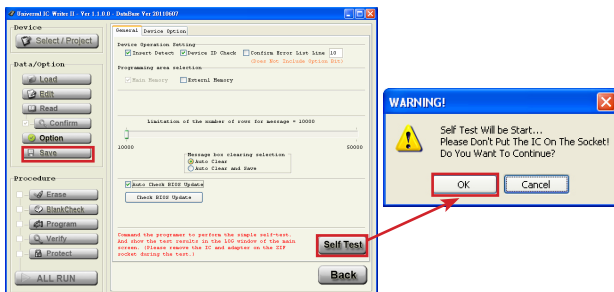 Universal IC Writer II - Ver 1.1.0.0 - DataBase Ver 20110607
Device
Select / Project
Data/Option
Load
Edit
Read
Confirm
Option
Save
Procedure
Erase
BlankCheck
Program
Verify
Protect
ALL RUN
General Device Option
Device Operation Setting
Insert Detect Device ID Check Confirm Error List Line 10
(Does Not Include Option Bit)
Programming area selection
Main Memory External Memory
Limitation of the number of rows for message = 10000
10000 50000
Message box clearing selection
Auto Clear
Auto Clear and Save
Auto Check BIOS Update
Check BIOS Update
Command the programer to perform the simple self-test.
And show the test results in the LOG window of the main
screen. (Please remove the IC and adapter on the ZIF
socket during the test.)
Self Test
Back
WARNING!
Self Test Will be Start...
Please Don't Put The IC On The Socket!
Do You Want To Continue?
OK Cancel